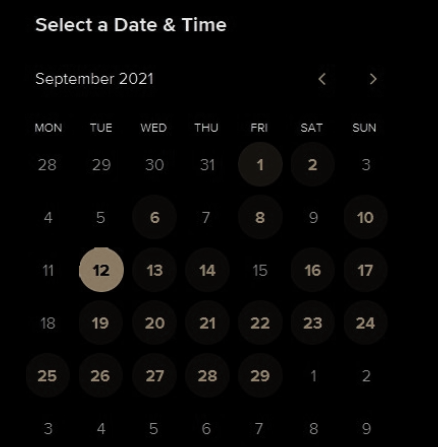 Select a Date & Time
September 2021
MON TUE WED THU FRI SAT SUN
28 29 30 31 1 2 3
4 5 6 7 8 9 10
11 12 13 14 15 16 17
18 19 20 21 22 23 24
25 26 27 28 29 1 2
3 4 5 6 7 8 9